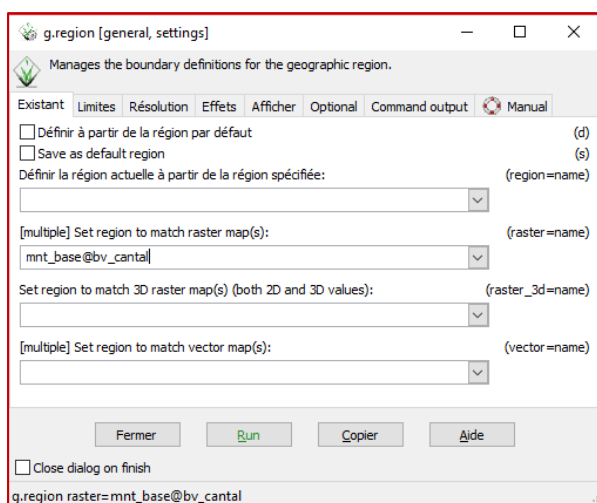 g.region [general, settings]
Manages the boundary definitions for the geographic region.
Existant Limites Résolution Effets Afficher Optional Command output Manual
Définir à partir de la région par défaut (d)
Save as default region (s)
Définir la région actuelle à partir de la région spécifiée: (region=name)
[multiple] Set region to match raster map(s): (raster=name)
mnt_base@bv_cantal
Set region to match 3D raster map(s) (both 2D and 3D values): (raster_3d=name)
[multiple] Set region to match vector map(s): (vector=name)
Fermer Run Copier Aide
Close dialog on finish
g.region raster=mnt_base@bv_cantal